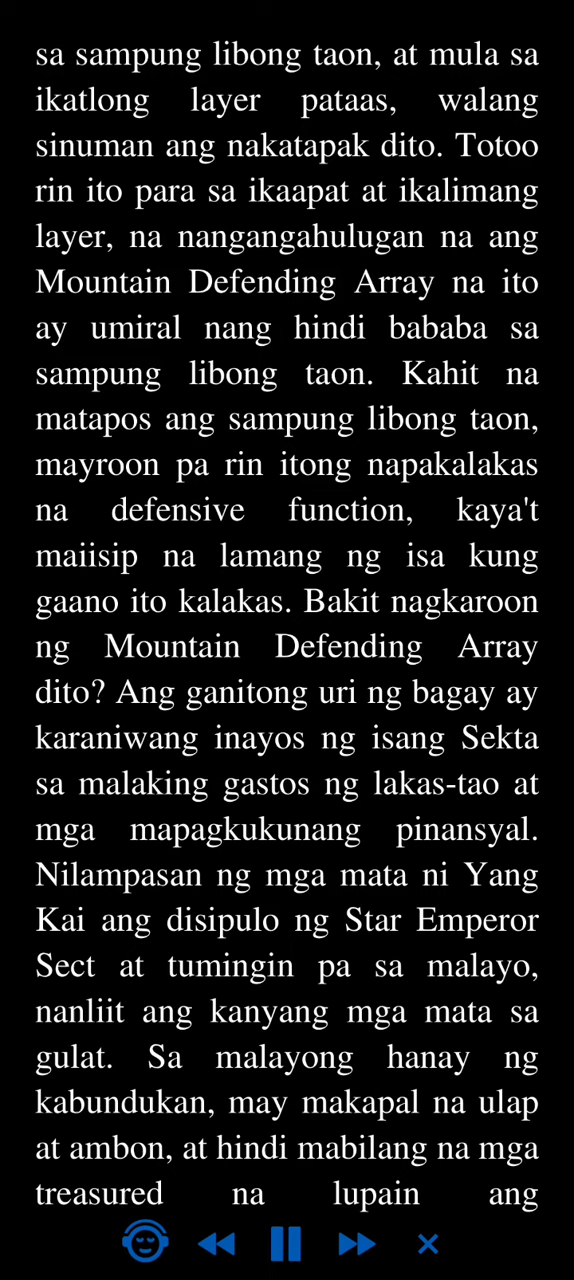 sa sampung libong taon, at mula sa
ikatlong layer pataas, walang
sinuman ang nakatapak dito. Totoo
rin ito para sa ikaapat at ikalimang
layer, na nangangahulugan na ang
Mountain Defending Array na ito
ay umiral nang hindi bababa sa
sampung libong taon. Kahit na
matapos ang sampung libong taon,
mayroon pa rin itong napakalakas
na defensive function, kaya't
maiisip na lamang ng isa kung
gaano ito kalakas. Bakit nagkaroon
ng Mountain Defending Array
dito? Ang ganitong uri ng bagay ay
karaniwang inayos ng isang Sekta
sa malaking gastos ng lakas-tao at
mga mapagkukunang pinansyal.
Nilampasan ng mga mata ni Yang
Kai ang disipulo ng Star Emperor
Sect at tumingin pa sa malayo,
nanliit ang kanyang mga mata sa
gulat. Sa malayong hanay ng
kabundukan, may makapal na ulap
at ambon, at hindi mabilang na mga
treasured na lupain ang